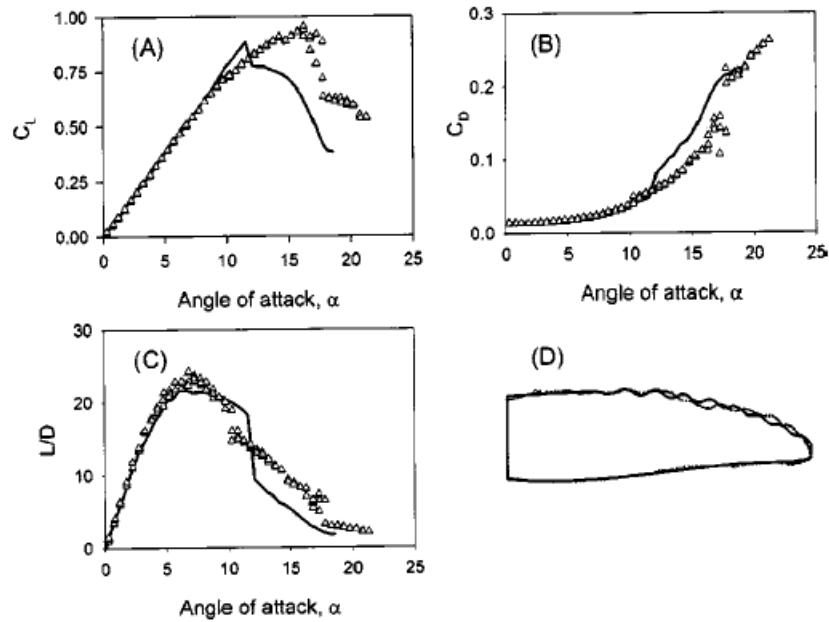 (A)
1.00
0.75
0.50
0.25
0.00
C_L
0 5 10 15 20 25
Angle of attack, α
(B)
0.3
0.2
0.1
0.0
C_D
0 5 10 15 20 25
Angle of attack, α
(C)
30
20
10
0
L/D
0 5 10 15 20 25
Angle of attack, α
(D)